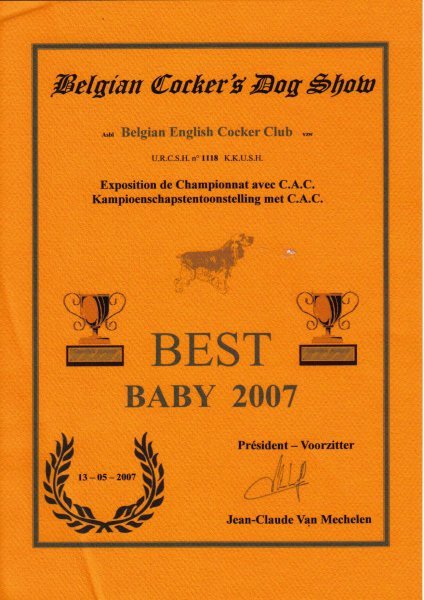 Belgian Cocker's Dog Show
Asbl Belgian English Cocker Club vzw
U.R.C.S.H. n° 1118 K.K.U.S.H.
Exposition de Championnat avec C.A.C.
Kampioenschapstentoonstelling met C.A.C.
BEST
BABY 2007
13 – 05 – 2007
Président – Voorzitter
Jean-Claude Van Mechelen